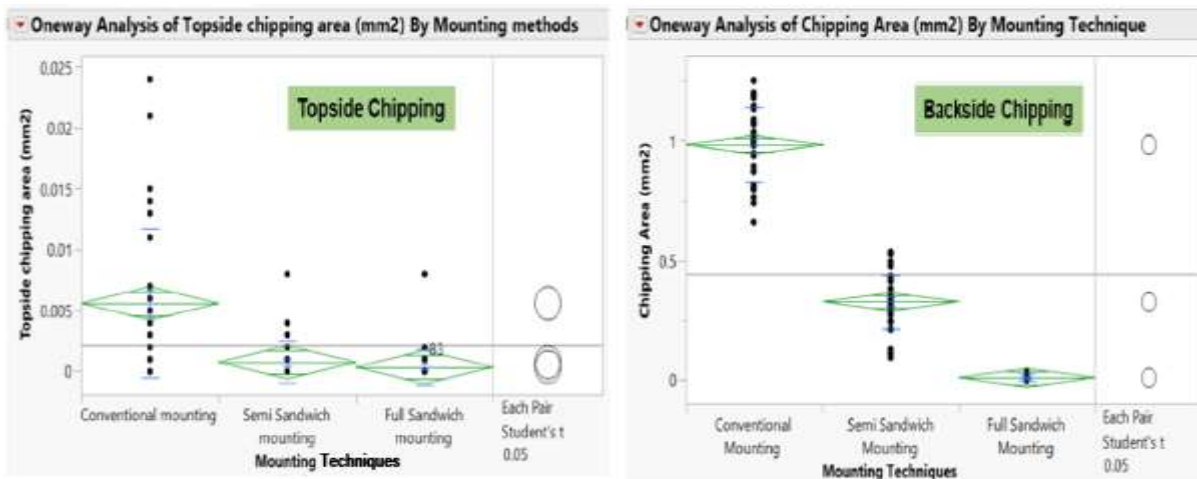 Oneway Analysis of Topside chipping area (mm2) By Mounting methods
Topside Chipping
Topside chipping area (mm2)
0.025
0.02
0.015
0.01
0.005
0
83
Conventional mounting
Semi Sandwich
mounting
Full Sandwich
mounting
Each Pair
Student's t
0.05
Mounting Techniques
Oneway Analysis of Chipping Area (mm2) By Mounting Technique
Backside Chipping
Chipping Area (mm2)
1
0.5
0
Conventional
Mounting
Semi Sandwich
Mounting
Full Sandwich
Mounting
Each Pair
Student's t
0.05
Mounting Techniques